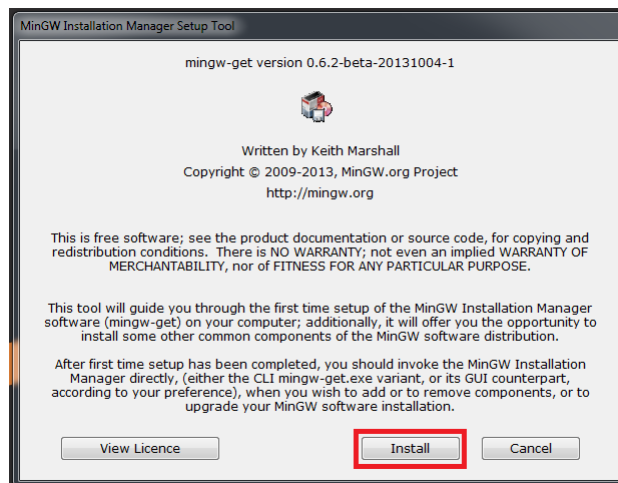 MinGW Installation Manager Setup Tool
mingw-get version 0.6.2-beta-20131004-1
Written by Keith Marshall
Copyright © 2009-2013, MinGW.org Project
http://mingw.org
This is free software; see the product documentation or source code, for copying and
redistribution conditions.  There is NO WARRANTY; not even an implied WARRANTY OF
MERCHANTABILITY, nor of FITNESS FOR ANY PARTICULAR PURPOSE.
This tool will guide you through the first time setup of the MinGW Installation Manager
software (mingw-get) on your computer; additionally, it will offer you the opportunity to
install some other common components of the MinGW software distribution.
After first time setup has been completed, you should invoke the MinGW Installation
Manager directly, (either the CLI mingw-get.exe variant, or its GUI counterpart,
according to your preference), when you wish to add or to remove components, or to
upgrade your MinGW software installation.
View Licence Install Cancel